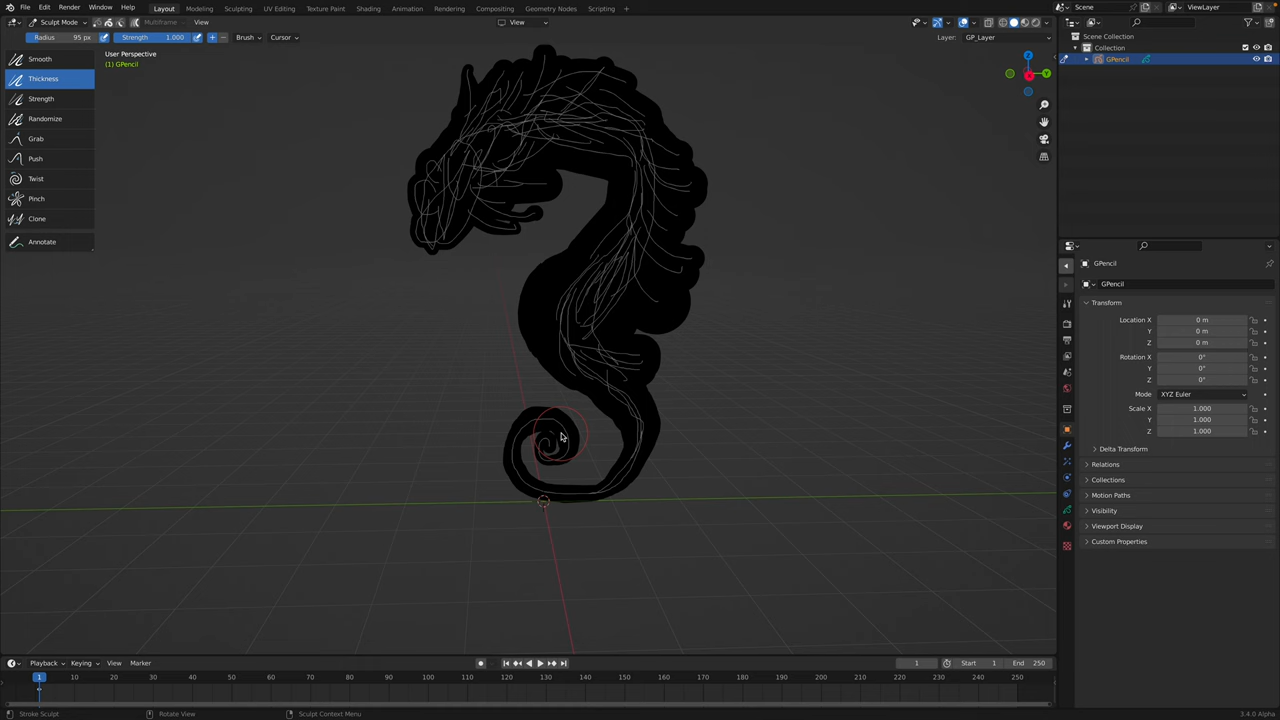 File Edit Render Window Help Layout Modeling Sculpting UV Editing Texture Paint Shading Animation Rendering Compositing Geometry Nodes Scripting Scene ViewLayer
Sculpt Mode Multiframe View View
Radius 95 px Strength 1.000 Brush Cursor Layer: GP_Layer
Scene Collection
Collection
GPencil
User Perspective
(1) GPencil
Smooth
Thickness
Strength
Randomize
Grab
Push
Twist
Pinch
Clone
Annotate
Z
Y
GPencil
GPencil
Transform
Location X 0 m
Y 0 m
Z 0 m
Rotation X 0°
Y 0°
Z 0°
Mode XYZ Euler
Scale X 1.000
Y 1.000
Z 1.000
Delta Transform
Relations
Collections
Motion Paths
Visibility
Viewport Display
Custom Properties
Playback Keying View Marker 1 Start 1 End 250
1 10 20 30 40 50 60 70 80 90 100 110 120 130 140 150 160 170 180 190 200 210 220 230 240 250
Stroke Sculpt Rotate View Sculpt Context Menu 3.4.0 Alpha